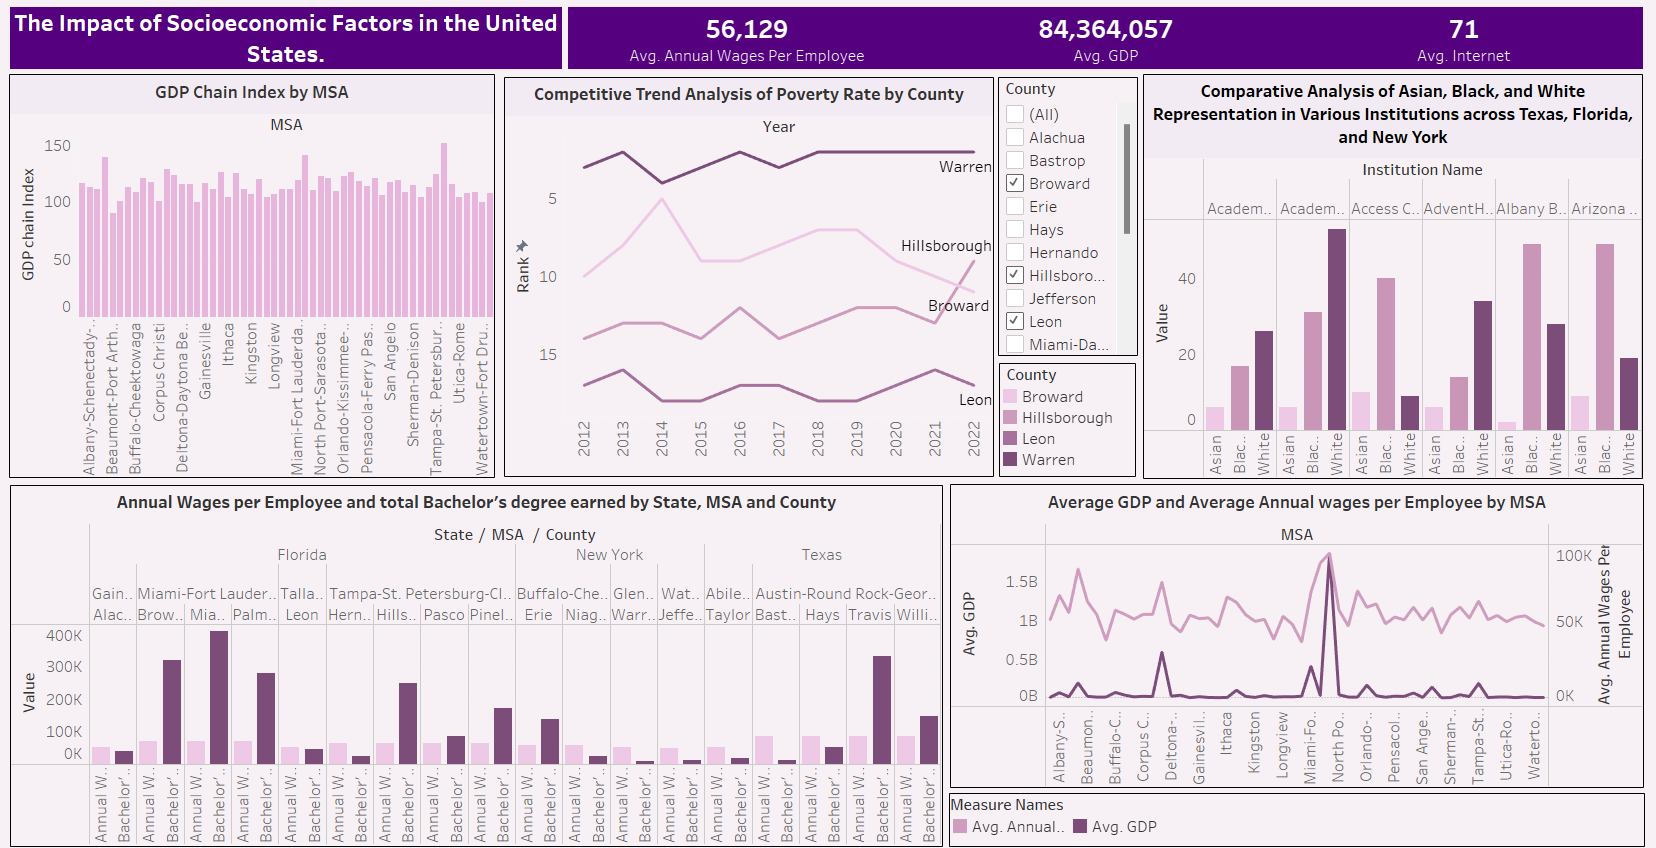 The Impact of Socioeconomic Factors in the United
States.
56,129
Avg. Annual Wages Per Employee
84,364,057
Avg. GDP
71
Avg. Internet
GDP Chain Index by MSA
MSA
GDP chain Index
150
100
50
0
Albany-Schenectady-..
Beaumont-Port Arth..
Buffalo-Cheektowaga
Corpus Christi
Deltona-Daytona Be..
Gainesville
Ithaca
Kingston
Longview
Miami-Fort Lauderda..
North Port-Sarasota..
Orlando-Kissimmee-..
Pensacola-Ferry Pas..
San Angelo
Sherman-Denison
Tampa-St. Petersbur..
Utica-Rome
Watertown-Fort Dru..
Competitive Trend Analysis of Poverty Rate by County
Year
Rank
5
10
15
Warren
Hillsborough
Broward
Leon
2012
2013
2014
2015
2016
2017
2018
2019
2020
2021
2022
County
(All)
Alachua
Bastrop
Broward
Erie
Hays
Hernando
Hillsboro...
Jefferson
Leon
Miami-Da...
County
Broward
Hillsborough
Leon
Warren
Comparative Analysis of Asian, Black, and White
Representation in Various Institutions across Texas, Florida,
and New York
Institution Name
Academ.. Academ.. Access C.. AdventH.. Albany B.. Arizona ..
Value
40
20
0
Asian
Blac..
White
Asian
Blac..
White
Asian
Blac..
White
Asian
Blac..
White
Asian
Blac..
White
Asian
Blac..
White
Annual Wages per Employee and total Bachelor's degree earned by State, MSA and County
State / MSA / County
Florida New York Texas
Gain.. Miami-Fort Lauder.. Talla.. Tampa-St. Petersburg-Cl.. Buffalo-Che.. Glen.. Wat.. Abile.. Austin-Round Rock-Geor..
Alac.. Brow.. Mia.. Palm.. Leon Hern.. Hills.. Pasco Pinel.. Erie Niag.. Warr.. Jeffe.. Taylor Bast.. Hays Travis Willi..
Value
400K
300K
200K
100K
0K
Annual W..
Bachelor'..
Annual W..
Bachelor'..
Annual W..
Bachelor'..
Annual W..
Bachelor'..
Annual W..
Bachelor'..
Annual W..
Bachelor'..
Annual W..
Bachelor'..
Annual W..
Bachelor'..
Annual W..
Bachelor'..
Annual W..
Bachelor'..
Annual W..
Bachelor'..
Annual W..
Bachelor'..
Annual W..
Bachelor'..
Annual W..
Bachelor'..
Annual W..
Bachelor'..
Annual W..
Bachelor'..
Annual W..
Bachelor'..
Annual W..
Bachelor'..
Average GDP and Average Annual wages per Employee by MSA
MSA
Avg. GDP
1.5B
1B
0.5B
0B
100K
50K
0K
Avg. Annual Wages Per
Employee
Albany-S..
Beaumon..
Buffalo-C..
Corpus C..
Deltona-..
Gainesvil..
Ithaca
Kingston
Longview
Miami-Fo..
North Po..
Orlando-..
Pensacol..
San Ange..
Sherman-..
Tampa-St..
Utica-Ro..
Waterto..
Measure Names
Avg. Annual.. Avg. GDP